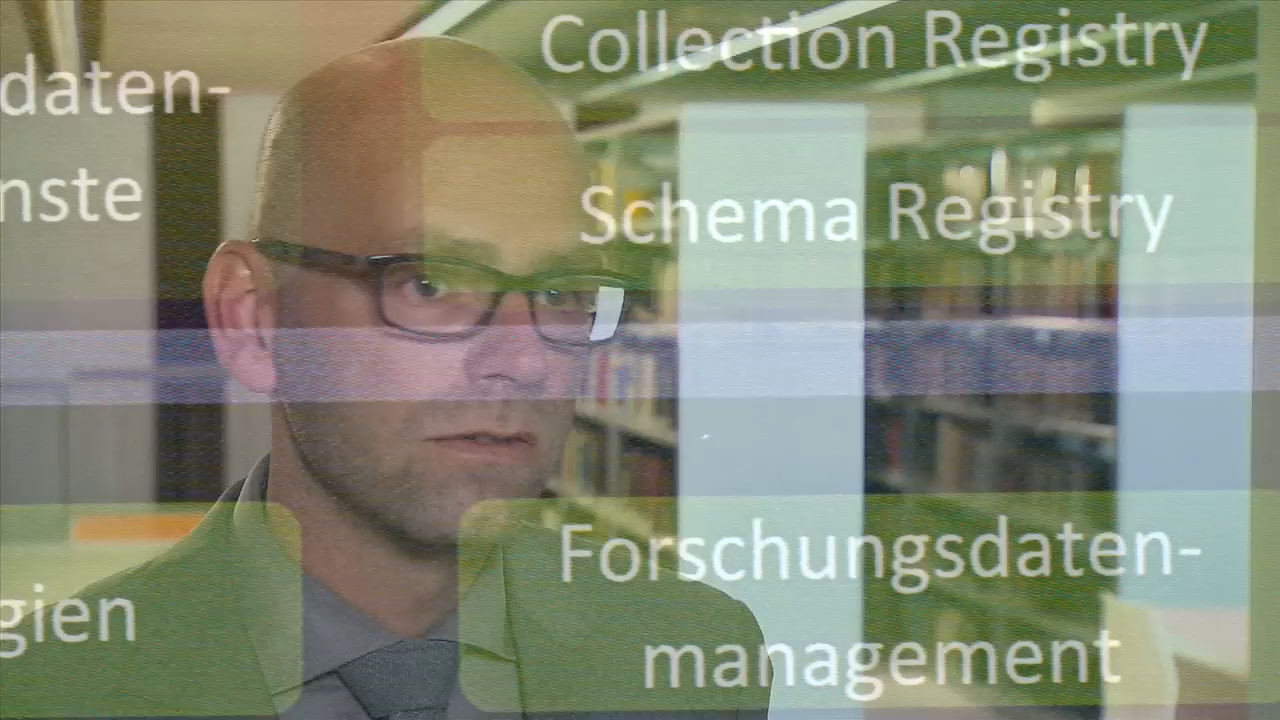 Collection Registry
daten-
nste
Schema Registry
Forschungsdaten-
management
gien